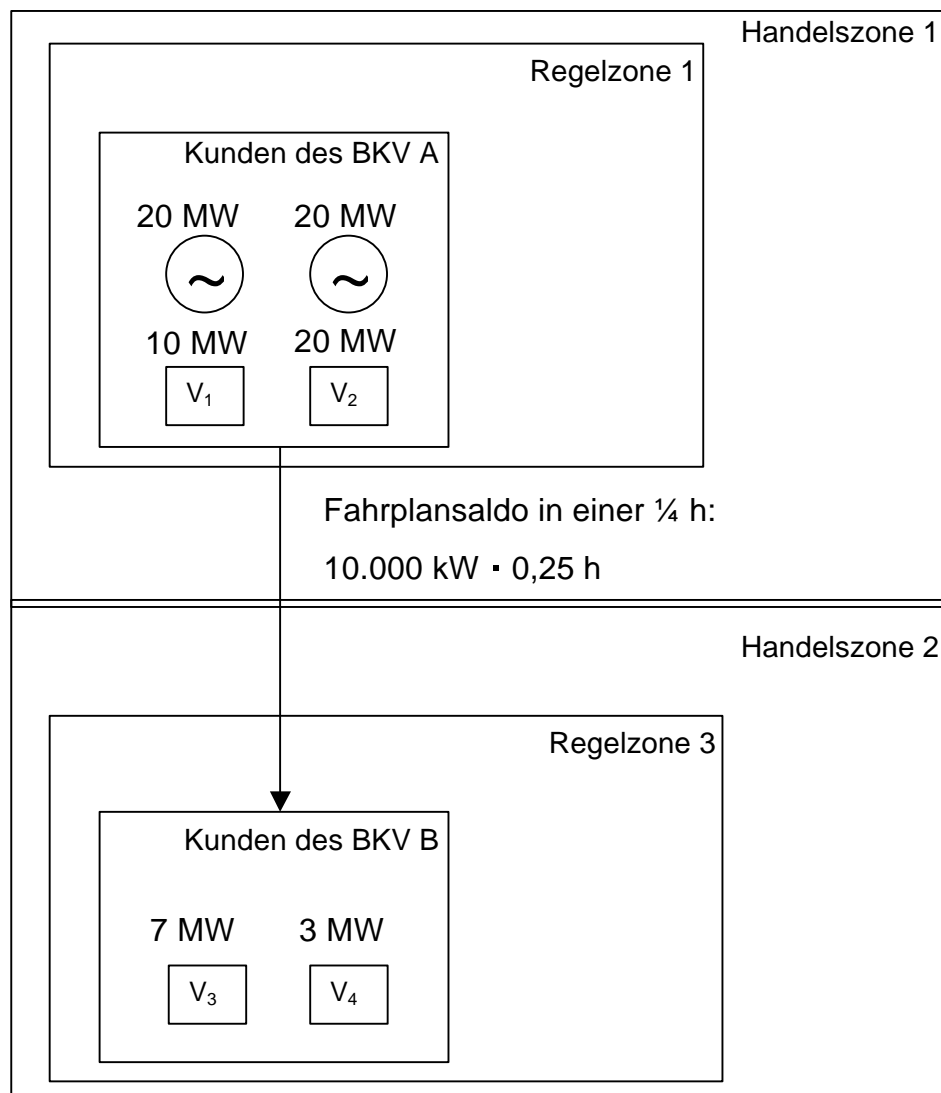 Handelszone 1
Regelzone 1
Kunden des BKV A
20 MW 20 MW
~ ~
10 MW 20 MW
V₁ V₂
Fahrplansaldo in einer ¼ h:
10.000 kW ▪ 0,25 h
Handelszone 2
Regelzone 3
Kunden des BKV B
7 MW 3 MW
V₃ V₄